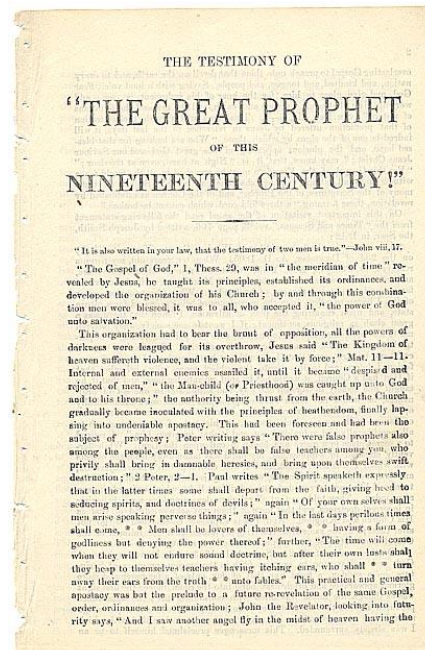 THE TESTIMONY OF
"THE GREAT PROPHET
OF THIS
NINETEENTH CENTURY!"
"It is also written in your law, that the testimony of two men is true."—John viii, 17.
"The Gospel of God," 1, Thess. 29, was in "the meridian of time" re-
vealed by Jesus, he taught its principles, established its ordinances, and
developed the organization of his Church; by and through this combina-
tion men were blessed, it was to all, who accepted it, "the power of God
unto salvation."
This organization had to bear the brunt of opposition, all the powers of
darkness were leagued for its overthrow, Jesus said "The Kingdom of
heaven suffereth violence, and the violent take it by force;" Mat. 11—11.
Internal and external enemies assailed it, until it became "despised and
rejected of men," "the Man-child (or Priesthood) was caught up unto God
and to his throne;" the authority being thrust from the earth, the Church
gradually became inoculated with the principles of heathendom, finally lap-
sing into undeniable apostacy. This had been foreseen and had been the
subject of prophesy; Peter writing says "There were false prophets also
among the people, even as there shall be false teachers among you, who
privily shall bring in damnable heresies, and bring upon themselves swift
destruction;" 2 Peter, 2—1. Paul writes "The Spirit speaketh expressly
that in the latter times some shall depart from the faith, giving heed to
seducing spirits, and doctrines of devils;" again "Of your own selves shall
men arise speaking perverse things;" again "In the last days perilous times
shall come, * * Men shall be lovers of themselves, * * having a form of
godliness but denying the power thereof;" further, "The time will come
when they will not endure sound doctrine, but after their own lusts shall
they heap to themselves teachers having itching ears, who shall * * turn
away their ears from the truth * * unto fables." This practical and general
apostacy was but the prelude to a future re-revelation of the same Gospel,
order, ordinances and organization; John the Revelator, looking into futu-
rity says, "And I saw another angel fly in the midst of heaven having the